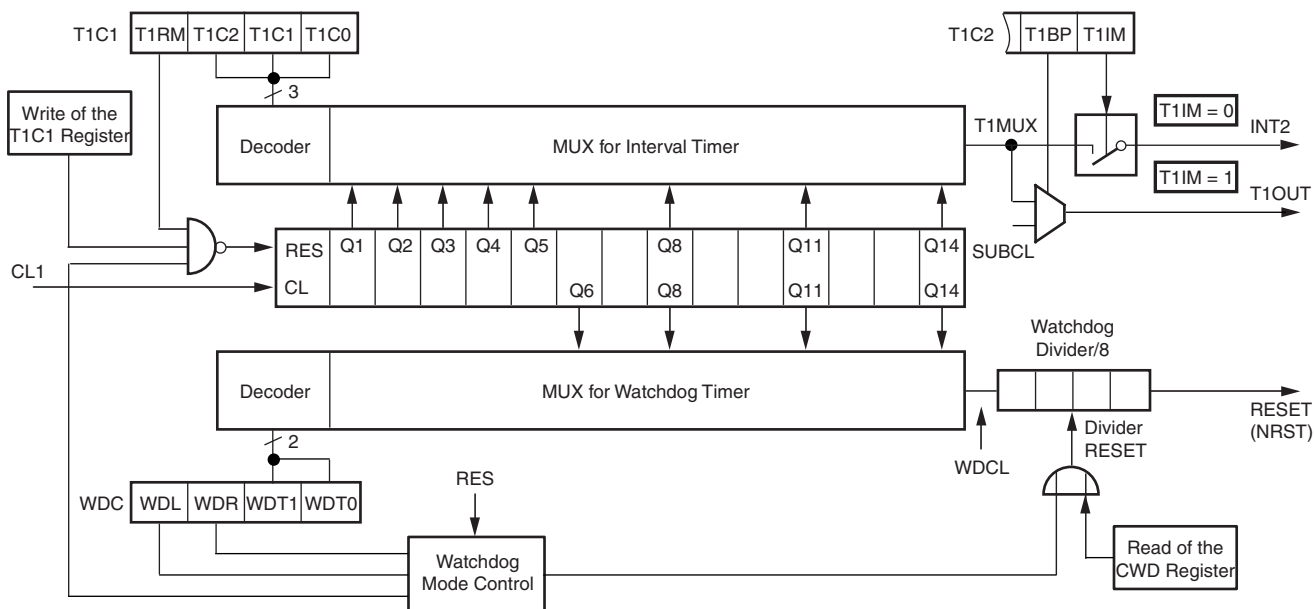 T1C1
T1RM
T1C2
T1C1
T1C0
T1C2
T1BP
T1IM
3
Write of the
T1C1 Register
Decoder
MUX for Interval Timer
T1MUX
T1IM = 0
INT2
T1IM = 1
T1OUT
SUBCL
RES
Q1
Q2
Q3
Q4
Q5
Q8
Q11
Q14
CL1
CL
Q6
Q8
Q11
Q14
Watchdog
Divider/8
Decoder
MUX for Watchdog Timer
RESET
(NRST)
Divider
RESET
2
WDCL
RES
WDC
WDL
WDR
WDT1
WDT0
Watchdog
Mode Control
Read of the
CWD Register